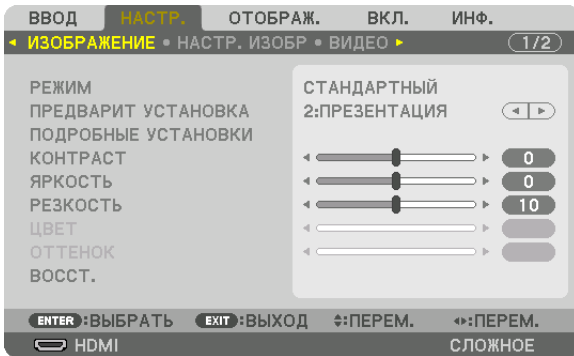 ВВОД НАСТР. ОТОБРАЖ. ВКЛ. ИНФ.
ИЗОБРАЖЕНИЕ • НАСТР. ИЗОБР • ВИДЕО 1/2
РЕЖИМ СТАНДАРТНЫЙ
ПРЕДВАРИТ УСТАНОВКА 2:ПРЕЗЕНТАЦИЯ
ПОДРОБНЫЕ УСТАНОВКИ
КОНТРАСТ 0
ЯРКОСТЬ 0
РЕЗКОСТЬ 10
ЦВЕТ
ОТТЕНОК
ВОССТ.
ENTER :ВЫБРАТЬ EXIT :ВЫХОД :ПЕРЕМ. :ПЕРЕМ.
HDMI СЛОЖНОЕ